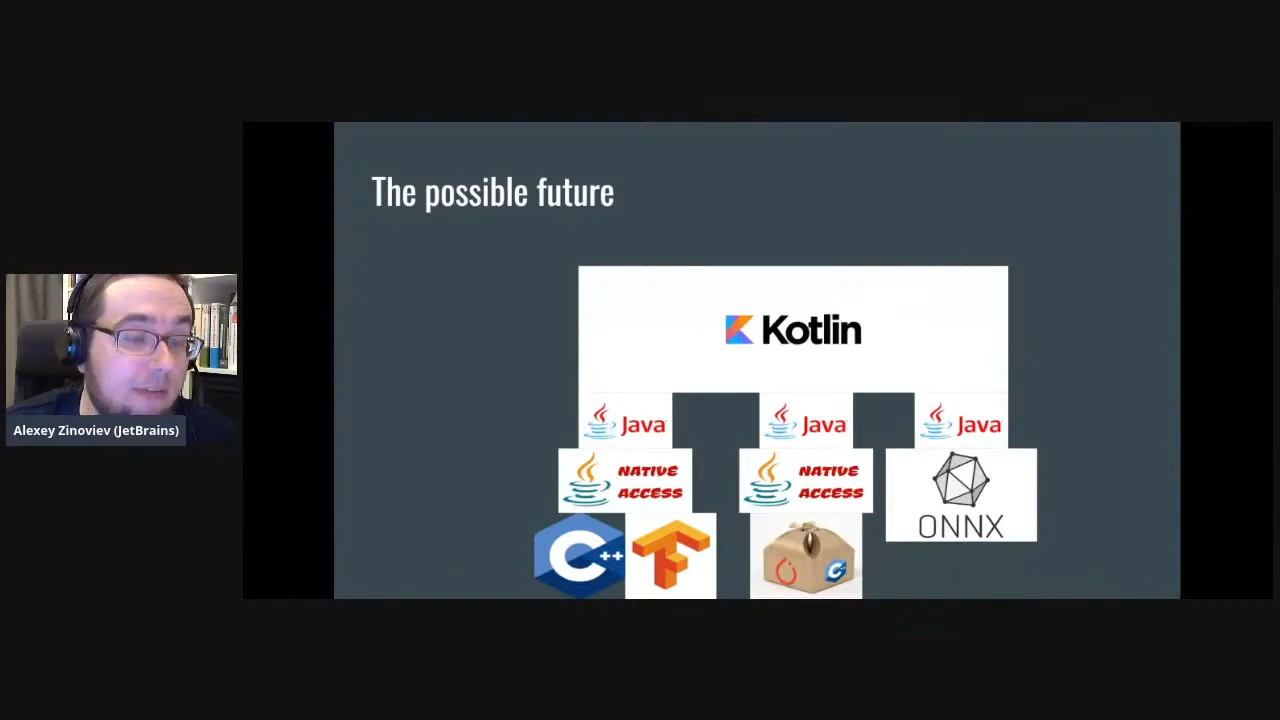 The possible future
Kotlin
Java
Java
Java
NATIVE
ACCESS
NATIVE
ACCESS
ONNX
C++
C++
Alexey Zinoviev (JetBrains)